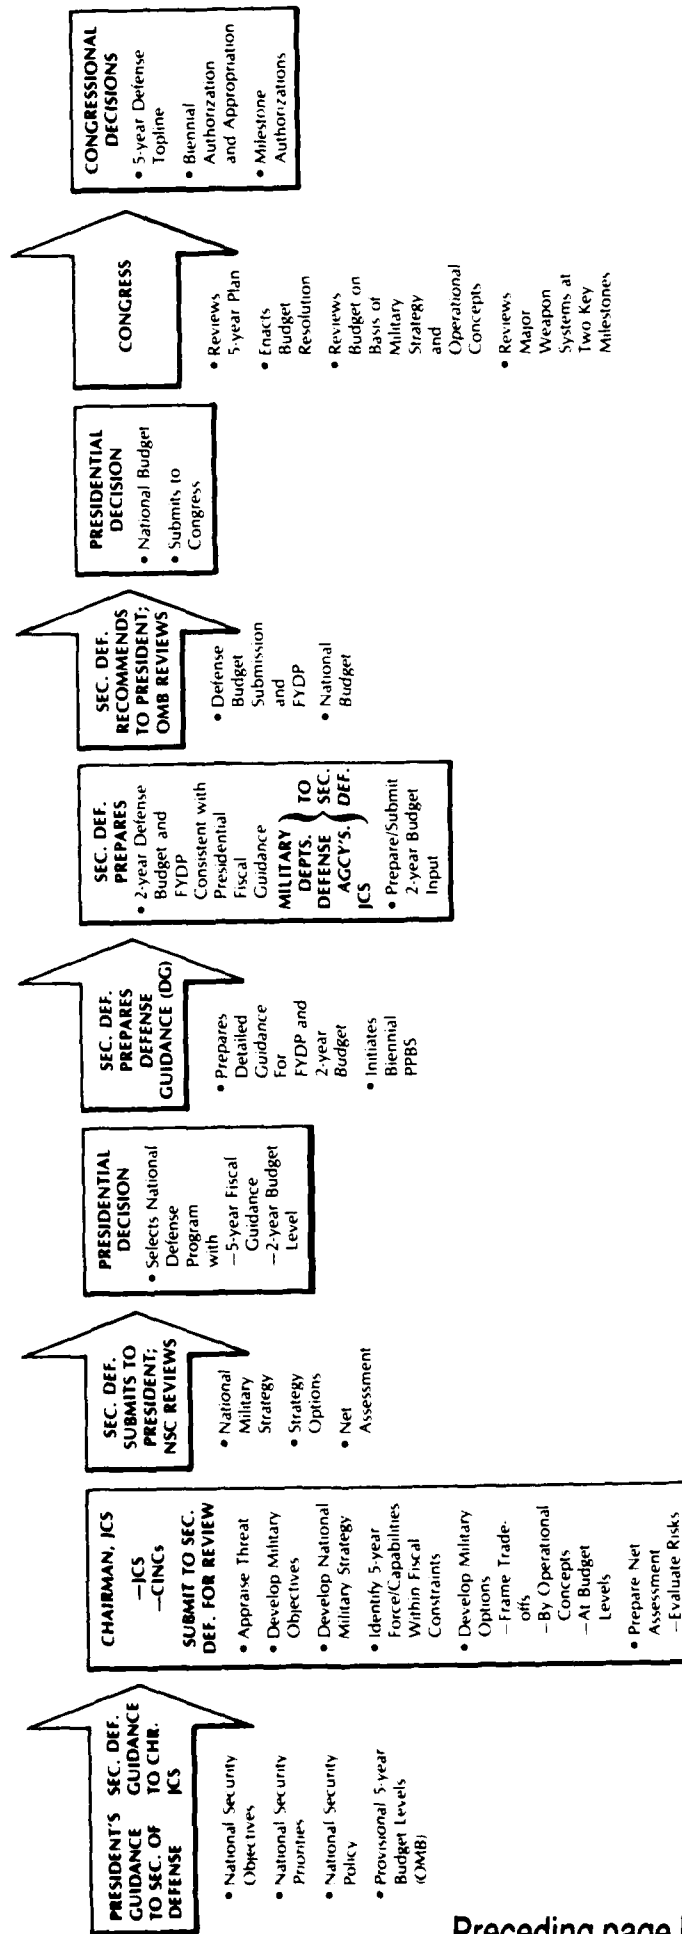 PRESIDENT'S
GUIDANCE
TO SEC. OF
DEFENSE
SEC. DEF.
GUIDANCE
TO CHR.
JCS
• National Security
Objectives
• National Security
Priorities
• National Security
Policy
• Provisional 5-year
Budget Levels
(OMB)
CHAIRMAN, JCS
–JCS
–CINCs
SUBMIT TO SEC.
DEF. FOR REVIEW
• Appraise Threat
• Develop Military
Objectives
• Develop National
Military Strategy
• Identify 5-year
Force/Capabilities
Within Fiscal
Constraints
• Develop Military
Options
–Frame Trade-
offs
–By Operational
Concepts
–At Budget
Levels
• Prepare Net
Assessment
–Evaluate Risks
SEC. DEF.
SUBMITS TO
PRESIDENT;
NSC REVIEWS
• National
Military
Strategy
• Strategy
Options
• Net
Assessment
PRESIDENTIAL
DECISION
• Selects National
Defense
Program
with
–5-year Fiscal
Guidance
–2-year Budget
Level
SEC. DEF.
PREPARES
DEFENSE
GUIDANCE (DG)
• Prepares
Detailed
Guidance
For
FYDP and
2-year
Budget
• Initiates
Biennial
PPBS
SEC. DEF.
PREPARES
• 2-year Defense
Budget and
FYDP
Consistent with
Presidential
Fiscal
Guidance
MILITARY
DEPTS.
DEFENSE
AGCY'S.
JCS
TO
SEC.
DEF.
• Prepare/Submit
2-year Budget
Input
SEC. DEF.
RECOMMENDS
TO PRESIDENT;
OMB REVIEWS
• Defense
Budget
Submission
and
FYDP
• National
Budget
PRESIDENTIAL
DECISION
• National Budget
• Submits to
Congress
CONGRESS
• Reviews
5-year Plan
• Enacts
Budget
Resolution
• Reviews
Budget on
Basis of
Military
Strategy
and
Operational
Concepts
• Reviews
Major
Weapon
Systems at
Two Key
Milestones
CONGRESSIONAL
DECISIONS
• 5-year Defense
Topline
• Biennial
Authorization
and Appropriation
• Milestone
Authorizations
Preceding page